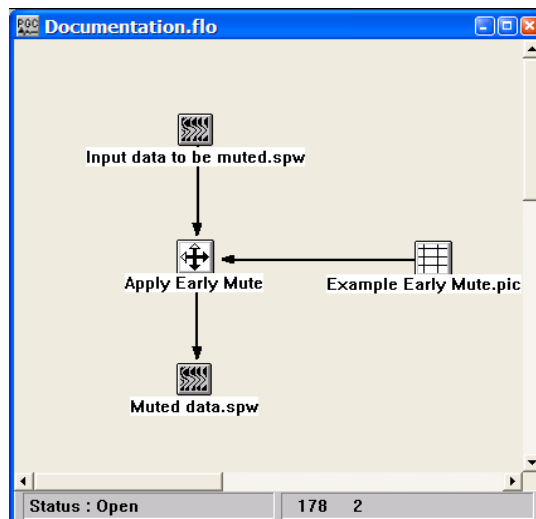 PGC Documentation.flo
Input data to be muted.spw
Apply Early Mute
Example Early Mute.pic
Muted data.spw
Status : Open
178 2